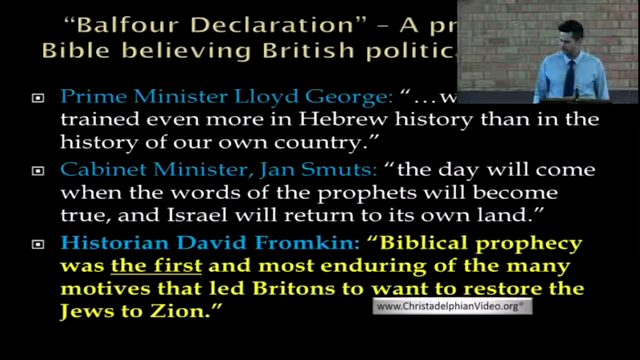 “Balfour Declaration” – A pr
Bible believing British politica
Prime Minister Lloyd George: “…w
trained even more in Hebrew history than in the
history of our own country.”
Cabinet Minister, Jan Smuts: “the day will come
when the words of the prophets will become
true, and Israel will return to its own land.”
Historian David Fromkin: “Biblical prophecy
was the first and most enduring of the many
motives that led Britons to want to restore the
Jews to Zion.”
www.ChristadelphianVideo.org®